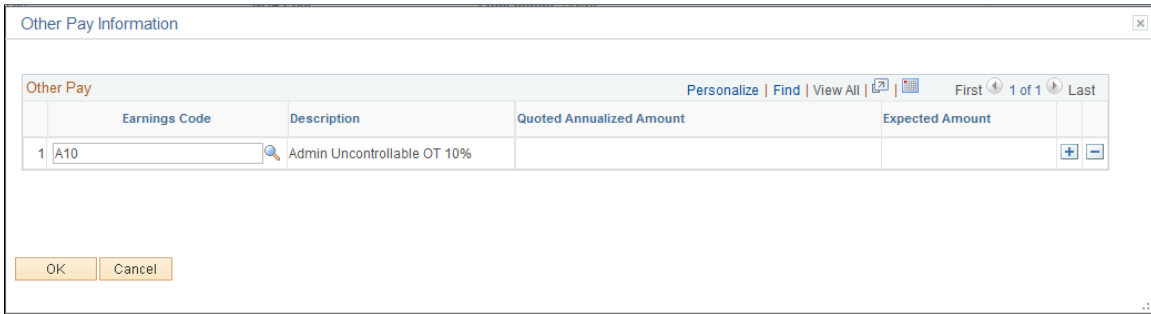 Other Pay Information
Other Pay
Personalize | Find | View All | | First 1 of 1 Last
Earnings Code Description Quoted Annualized Amount Expected Amount
1 A10 Admin Uncontrollable OT 10%
OK Cancel